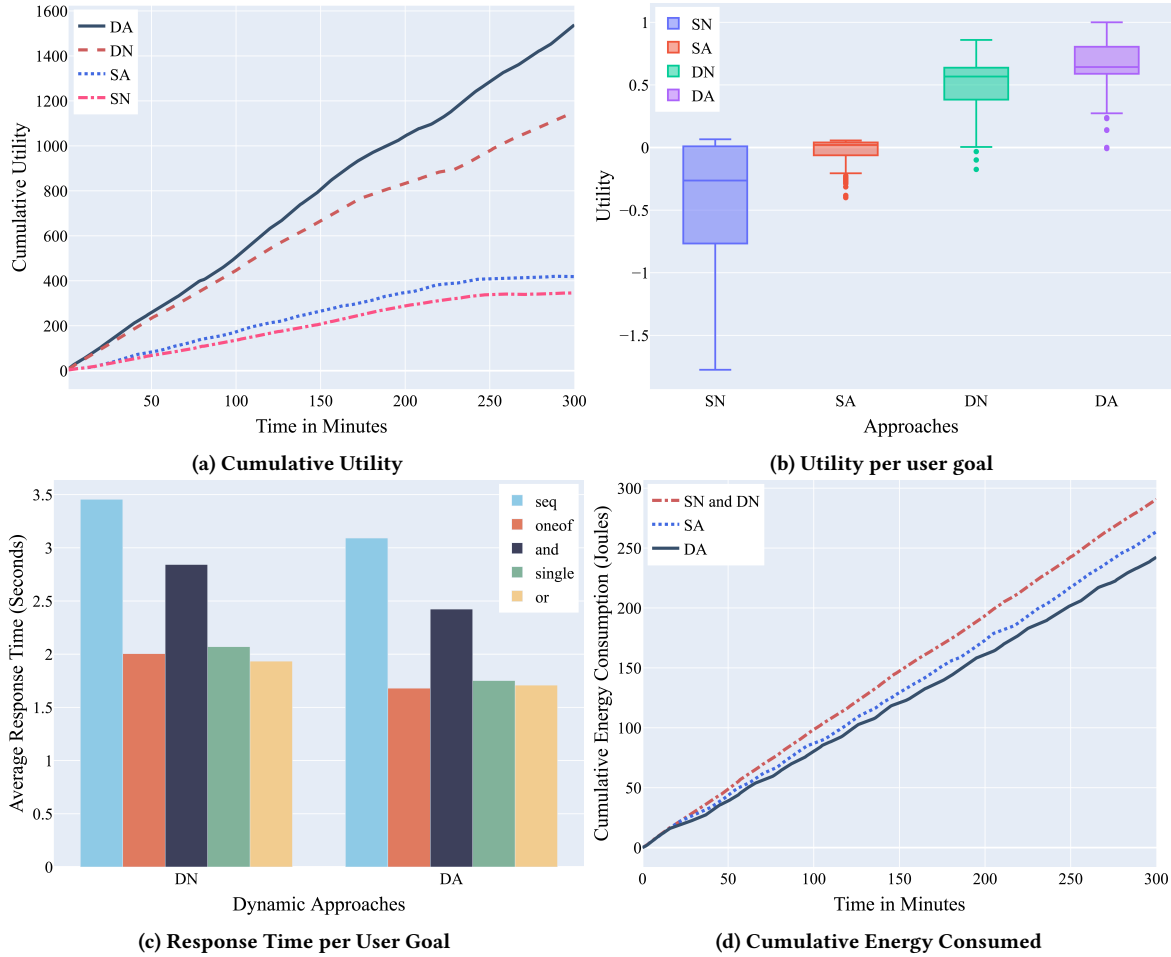 1600
1400
1200
1000
800
600
400
200
0
Cumulative Utility
DA
DN
SA
SN
50
100
150
200
250
300
Time in Minutes
(a) Cumulative Utility
1
0.5
0
−0.5
−1
−1.5
Utility
SN
SA
DN
DA
SN
SA
DN
DA
Approaches
(b) Utility per user goal
3.5
3
2.5
2
1.5
1
0.5
0
Average Response Time (Seconds)
seq
oneof
and
single
or
DN
DA
Dynamic Approaches
(c) Response Time per User Goal
300
250
200
150
100
50
0
Cumulative Energy Consumption (Joules)
SN and DN
SA
DA
0
50
100
150
200
250
300
Time in Minutes
(d) Cumulative Energy Consumed